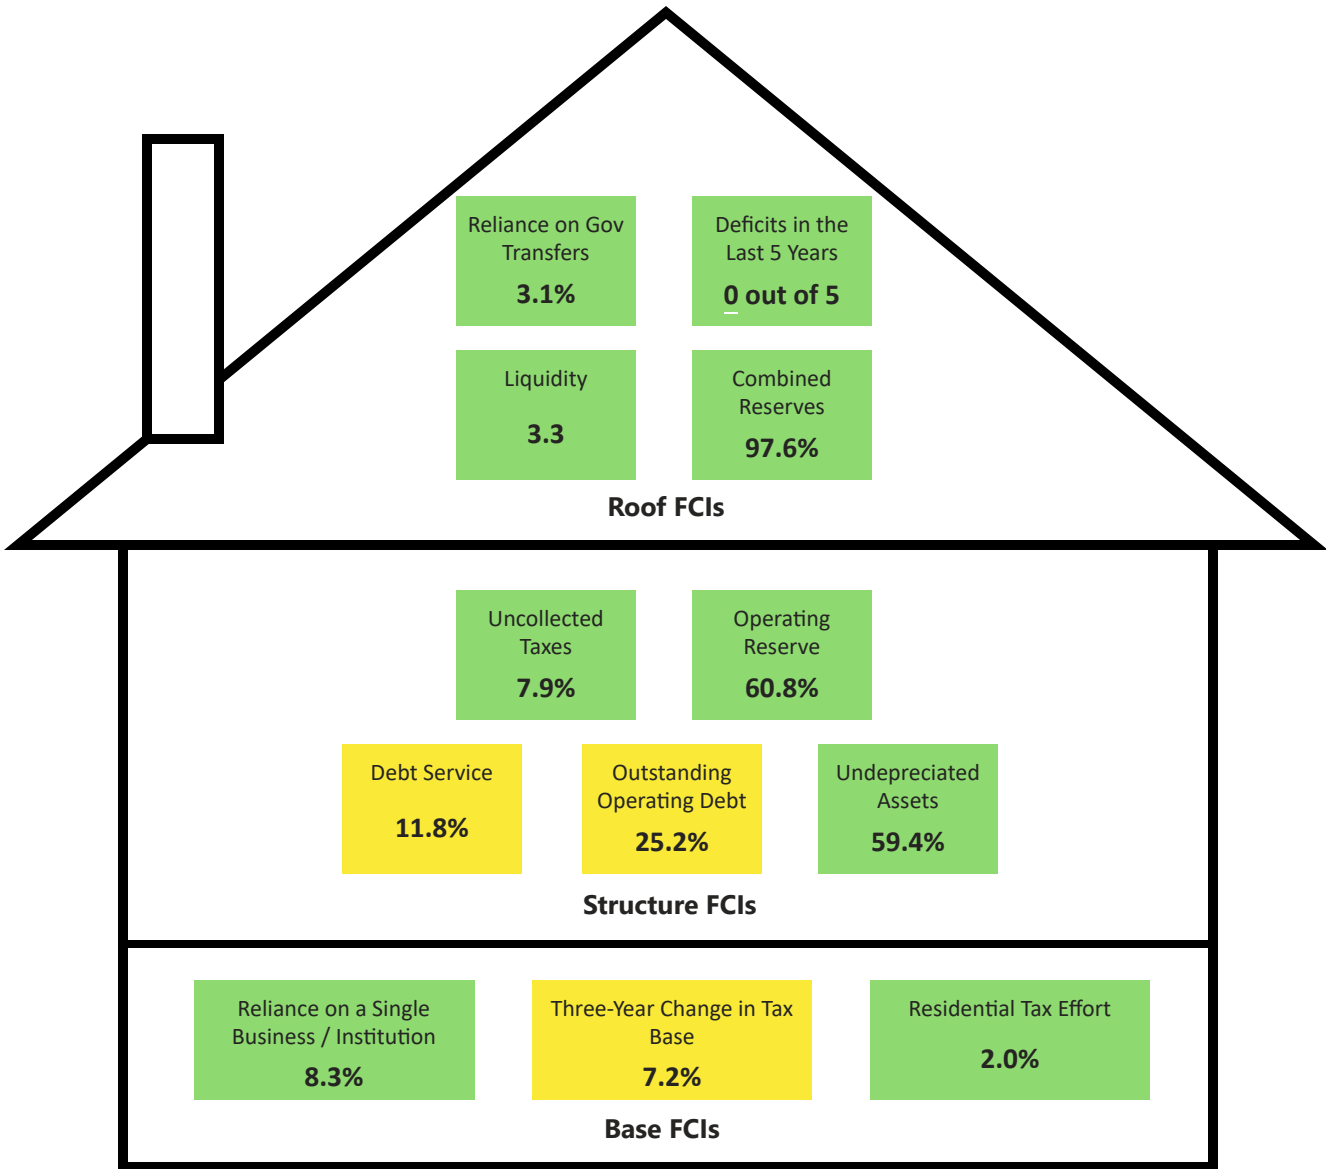 Reliance on Gov
Transfers
3.1%
Deficits in the
Last 5 Years
0 out of 5
Liquidity
3.3
Combined
Reserves
97.6%
Roof FCIs
Uncollected
Taxes
7.9%
Operating
Reserve
60.8%
Debt Service
11.8%
Outstanding
Operating Debt
25.2%
Undepreciated
Assets
59.4%
Structure FCIs
Reliance on a Single
Business / Institution
8.3%
Three-Year Change in Tax
Base
7.2%
Residential Tax Effort
2.0%
Base FCIs